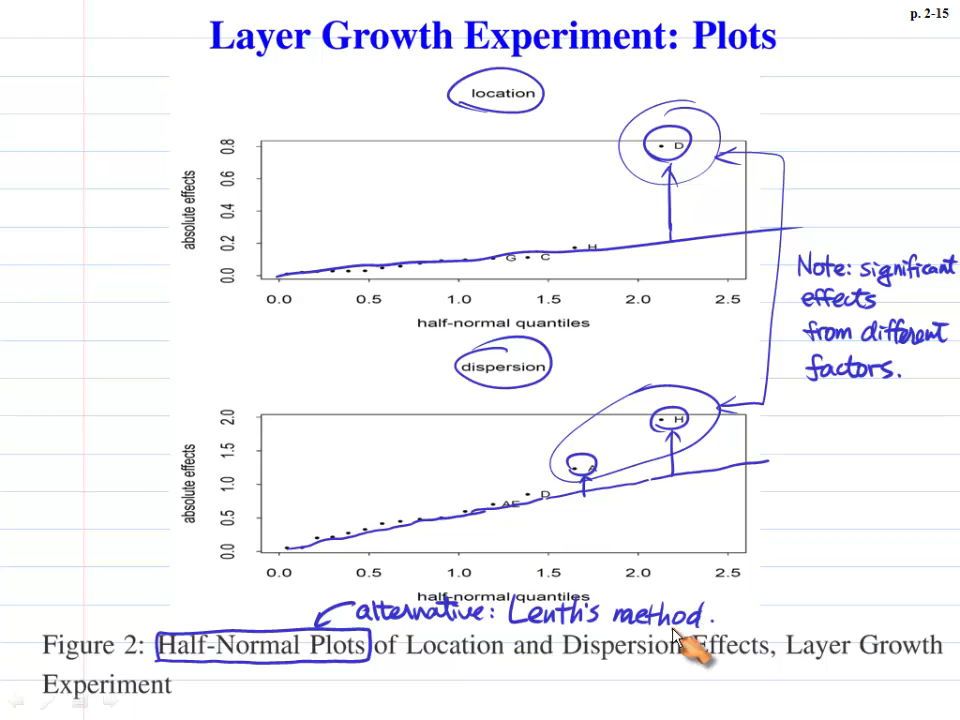 p. 2-15
Layer Growth Experiment: Plots
location
absolute effects
0.0 0.2 0.4 0.6 0.8
D
H
G C
0.0 0.5 1.0 1.5 2.0 2.5
half-normal quantiles
Note: significant
effects
from different
factors.
dispersion
absolute effects
0.0 0.5 1.0 1.5 2.0
H
A
D
AE
0.0 0.5 1.0 1.5 2.0 2.5
half-normal quantiles
alternative: Lenth's method.
Figure 2: Half-Normal Plots of Location and Dispersion Effects, Layer Growth
Experiment